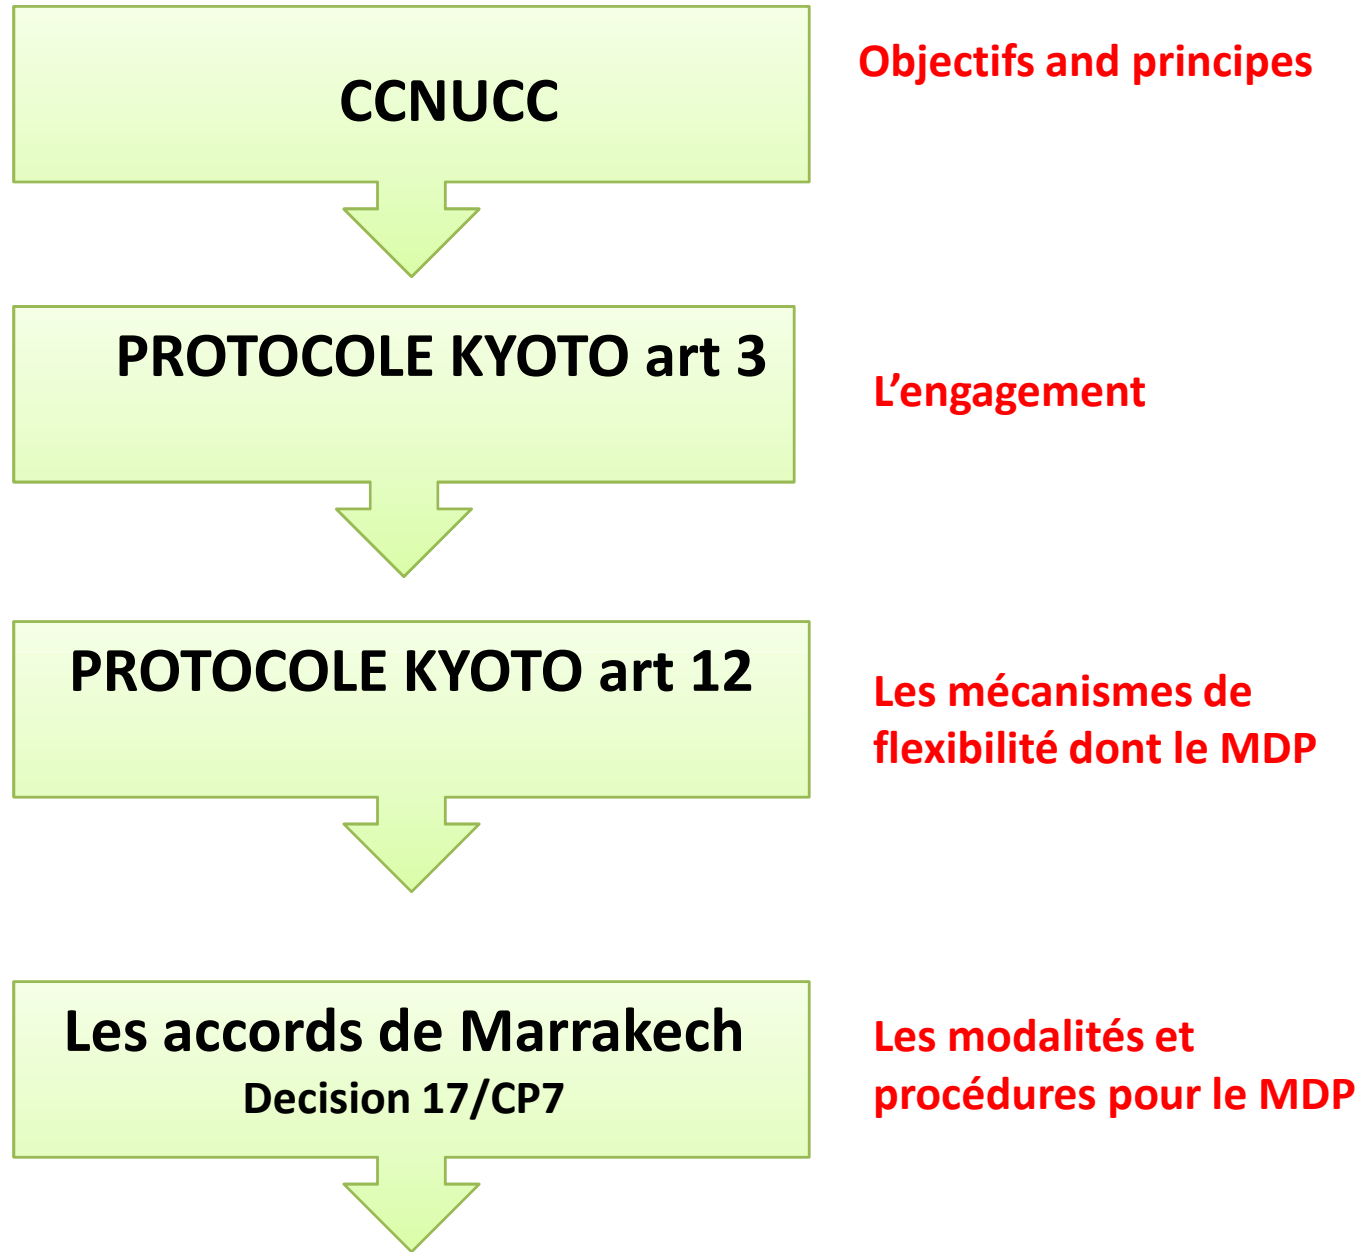 CCNUCC
Objectifs and principes
PROTOCOLE KYOTO art 3
L’engagement
PROTOCOLE KYOTO art 12
Les mécanismes de
flexibilité dont le MDP
Les accords de Marrakech
Decision 17/CP7
Les modalités et
procédures pour le MDP